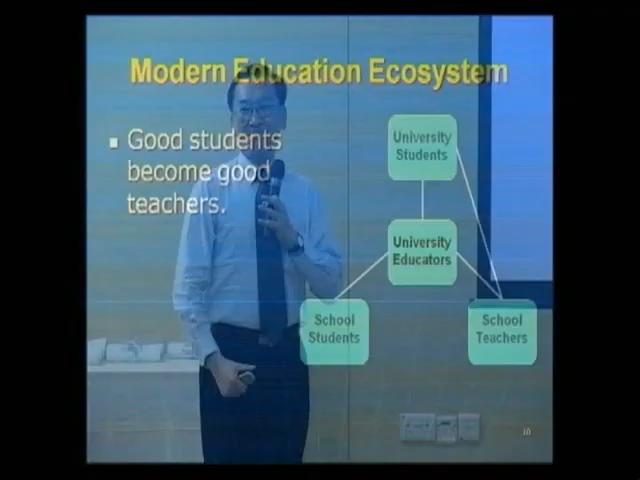 Modern Education Ecosystem
Good students
become good
teachers.
University
Students
University
Educators
School
Students
School
Teachers
10